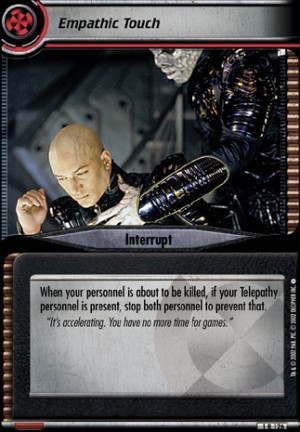 Empathic Touch
Interrupt
When your personnel is about to be killed, if your Telepathy
personnel is present, stop both personnel to prevent that.
"It's accelerating. You have no more time for games."